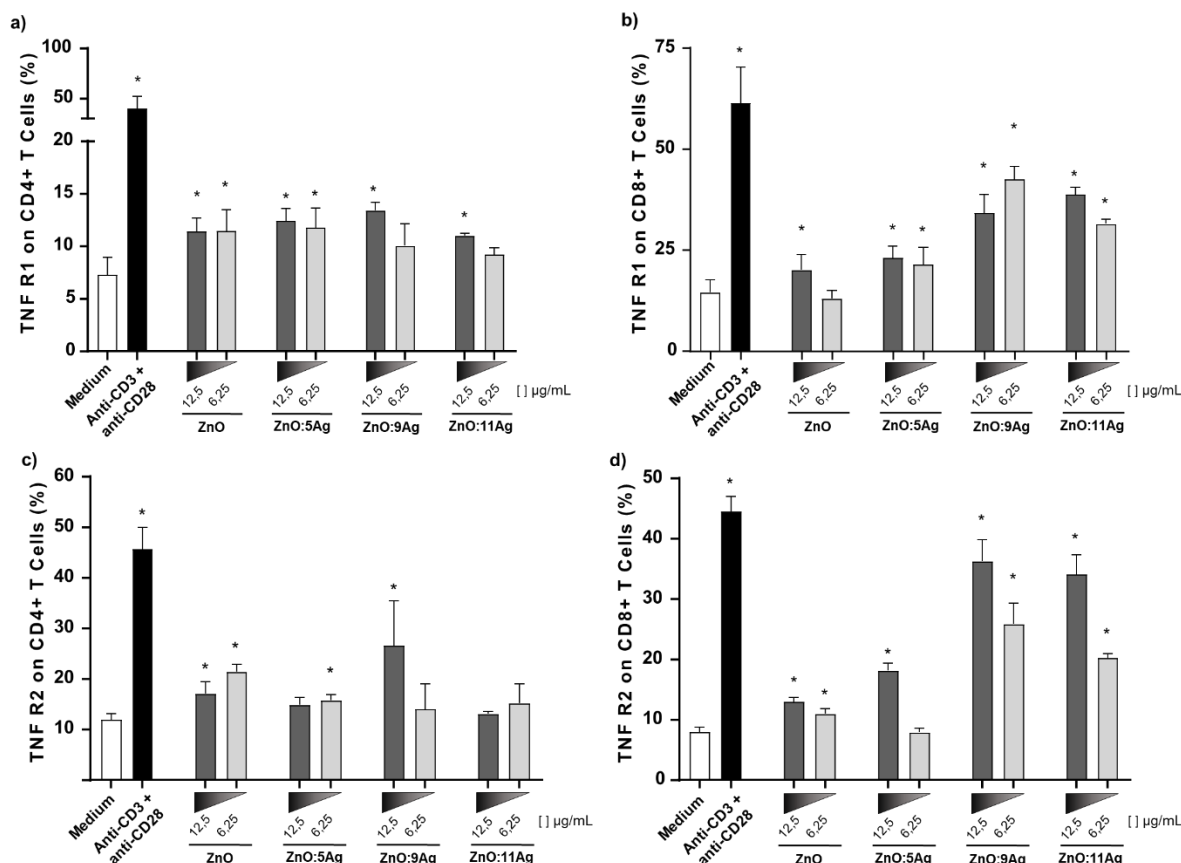 a)
TNF R1 on CD4+ T Cells (%)
100
50
20
15
10
5
0
* * * * * * *
Medium
Anti-CD3 +
anti-CD28
12,5 6,25 12,5 6,25 12,5 6,25 12,5 6,25 [ ] µg/mL
ZnO ZnO:5Ag ZnO:9Ag ZnO:11Ag
b)
TNF R1 on CD8+ T Cells (%)
75
50
25
0
* * * * * * * *
Medium
Anti-CD3 +
anti-CD28
12,5 6,25 12,5 6,25 12,5 6,25 12,5 6,25 [ ] µg/mL
ZnO ZnO:5Ag ZnO:9Ag ZnO:11Ag
c)
TNF R2 on CD4+ T Cells (%)
60
50
40
30
20
10
* * * * *
Medium
Anti-CD3 +
anti-CD28
12,5 6,25 12,5 6,25 12,5 6,25 12,5 6,25 [ ] µg/mL
ZnO ZnO:5Ag ZnO:9Ag ZnO:11Ag
d)
TNF R2 on CD8+ T Cells (%)
50
40
30
20
10
0
* * * * * * * *
Medium
Anti-CD3 +
anti-CD28
12,5 6,25 12,5 6,25 12,5 6,25 12,5 6,25 [ ] µg/mL
ZnO ZnO:5Ag ZnO:9Ag ZnO:11Ag